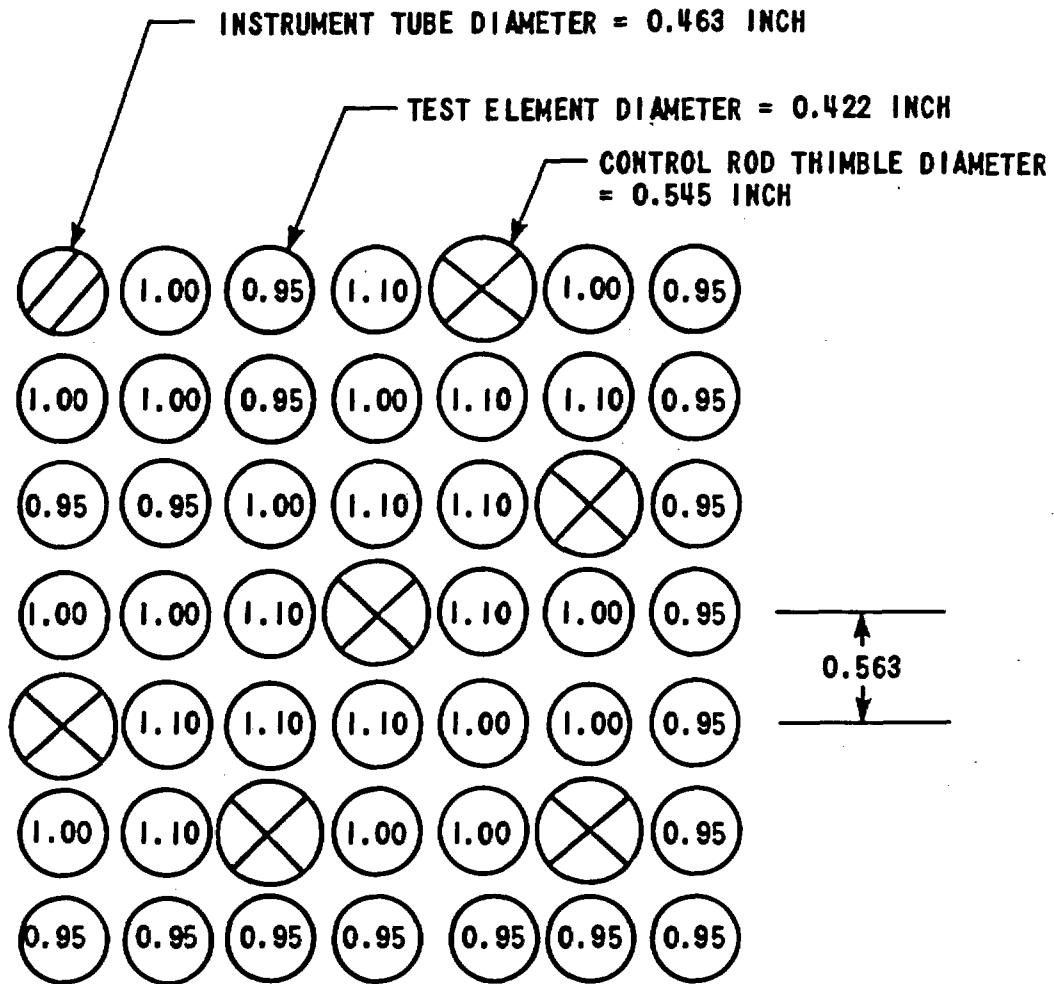 INSTRUMENT TUBE DIAMETER = 0.463 INCH
TEST ELEMENT DIAMETER = 0.422 INCH
CONTROL ROD THIMBLE DIAMETER
= 0.545 INCH
1.00 0.95 1.10 1.00 0.95
1.00 1.00 0.95 1.00 1.10 1.10 0.95
0.95 0.95 1.00 1.10 1.10 0.95
1.00 1.00 1.10 1.10 1.00 0.95
0.563
1.10 1.10 1.10 1.00 1.00 0.95
1.00 1.10 1.00 1.00 0.95
0.95 0.95 0.95 0.95 0.95 0.95 0.95